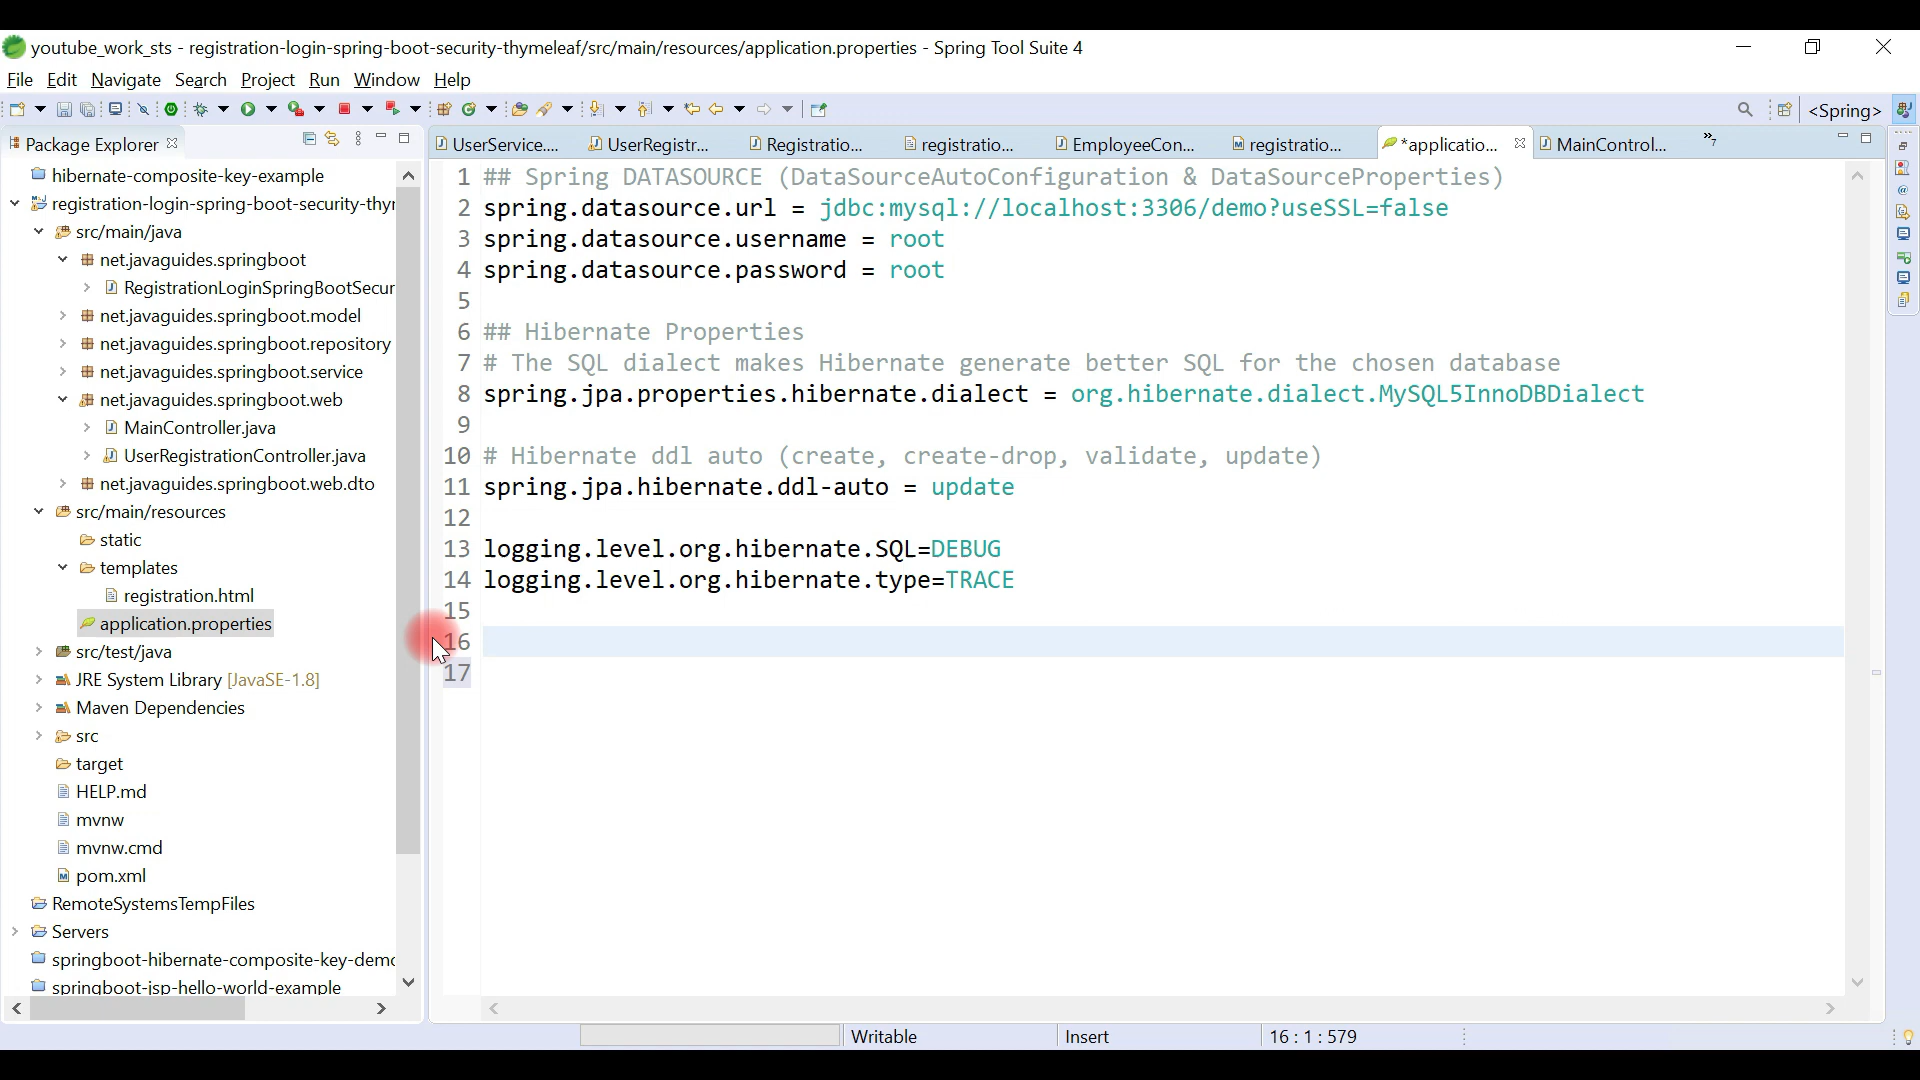 youtube_work_sts - registration-login-spring-boot-security-thymeleaf/src/main/resources/application.properties - Spring Tool Suite 4
File Edit Navigate Search Project Run Window Help
<Spring>
Package Explorer
UserService.... UserRegistr... Registratio... registratio... EmployeeCon... registratio... *applicatio... MainControl... »7
hibernate-composite-key-example
registration-login-spring-boot-security-thyr
src/main/java
net.javaguides.springboot
RegistrationLoginSpringBootSecur
net.javaguides.springboot.model
net.javaguides.springboot.repository
net.javaguides.springboot.service
net.javaguides.springboot.web
MainController.java
UserRegistrationController.java
net.javaguides.springboot.web.dto
src/main/resources
static
templates
registration.html
application.properties
src/test/java
JRE System Library [JavaSE-1.8]
Maven Dependencies
src
target
HELP.md
mvnw
mvnw.cmd
pom.xml
RemoteSystemsTempFiles
Servers
springboot-hibernate-composite-key-demo
springboot-jsp-hello-world-example
1 ## Spring DATASOURCE (DataSourceAutoConfiguration & DataSourceProperties)
2 spring.datasource.url = jdbc:mysql://localhost:3306/demo?useSSL=false
3 spring.datasource.username = root
4 spring.datasource.password = root
5
6 ## Hibernate Properties
7 # The SQL dialect makes Hibernate generate better SQL for the chosen database
8 spring.jpa.properties.hibernate.dialect = org.hibernate.dialect.MySQL5InnoDBDialect
9
10 # Hibernate ddl auto (create, create-drop, validate, update)
11 spring.jpa.hibernate.ddl-auto = update
12
13 logging.level.org.hibernate.SQL=DEBUG
14 logging.level.org.hibernate.type=TRACE
15
16
17
Writable Insert 16 : 1 : 579